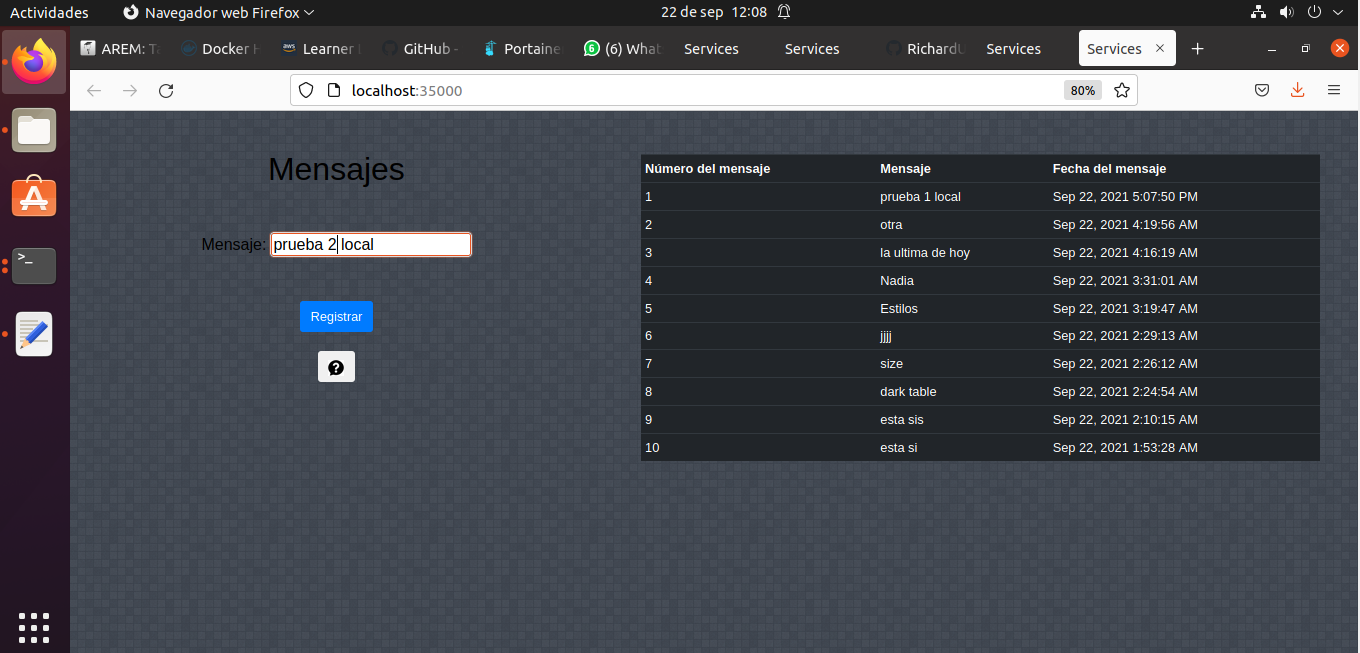 Actividades Navegador web Firefox 22 de sep 12:08
AREM: Ta Docker H Learner GitHub - Portaine (6) What Services Services RichardU Services Services
localhost:35000 80%
Mensajes
Mensaje: prueba 2 local
Registrar
Número del mensaje Mensaje Fecha del mensaje
1 prueba 1 local Sep 22, 2021 5:07:50 PM
2 otra Sep 22, 2021 4:19:56 AM
3 la ultima de hoy Sep 22, 2021 4:16:19 AM
4 Nadia Sep 22, 2021 3:31:01 AM
5 Estilos Sep 22, 2021 3:19:47 AM
6 jjjj Sep 22, 2021 2:29:13 AM
7 size Sep 22, 2021 2:26:12 AM
8 dark table Sep 22, 2021 2:24:54 AM
9 esta sis Sep 22, 2021 2:10:15 AM
10 esta si Sep 22, 2021 1:53:28 AM